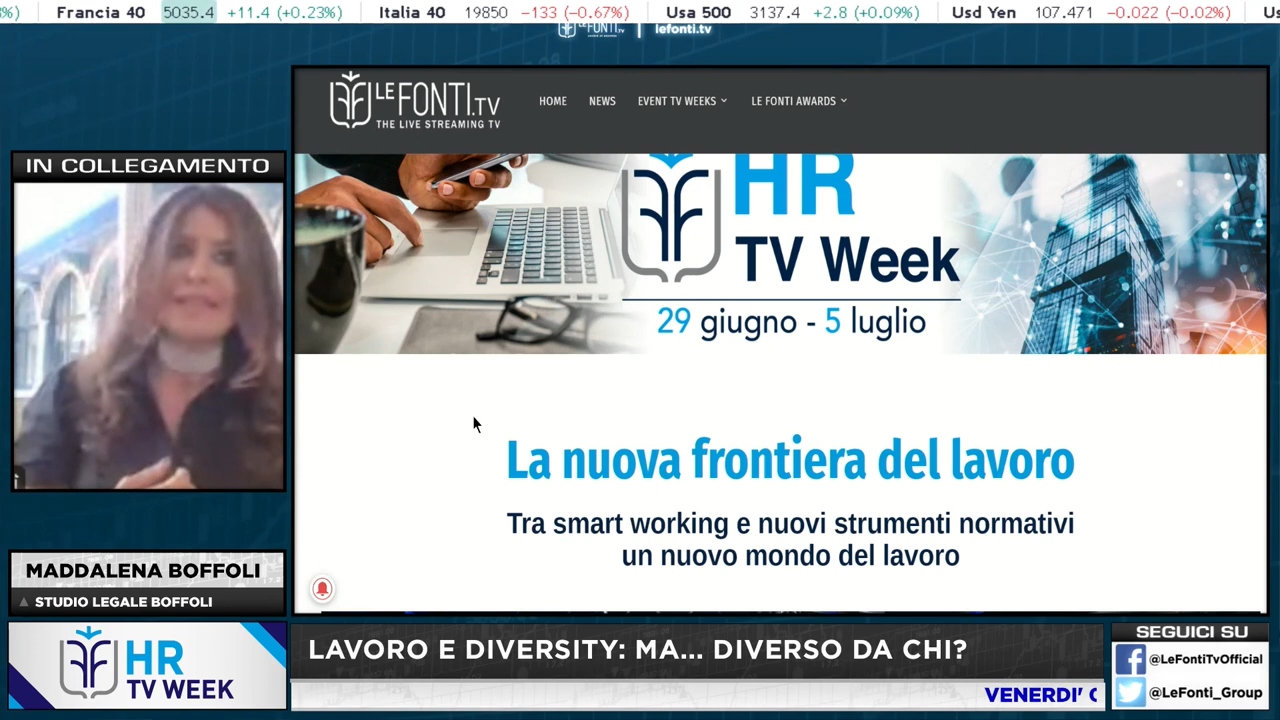 %) Francia 40 5035.4 +11.4 (+0.23%) Italia 40 19850 −133 (−0.67%) Usa 500 3137.4 +2.8 (+0.09%) Usd Yen 107.471 −0.022 (−0.02%)
LE FONTI.TV lefonti.tv
LE FONTI.TV
THE LIVE STREAMING TV
HOME NEWS EVENT TV WEEKS LE FONTI AWARDS
IN COLLEGAMENTO
HR
TV Week
29 giugno - 5 luglio
La nuova frontiera del lavoro
Tra smart working e nuovi strumenti normativi
un nuovo mondo del lavoro
MADDALENA BOFFOLI
STUDIO LEGALE BOFFOLI
HR
TV WEEK
LAVORO E DIVERSITY: MA... DIVERSO DA CHI?
VENERDI'
SEGUICI SU
@LeFontiTvOfficial
@LeFonti_Group